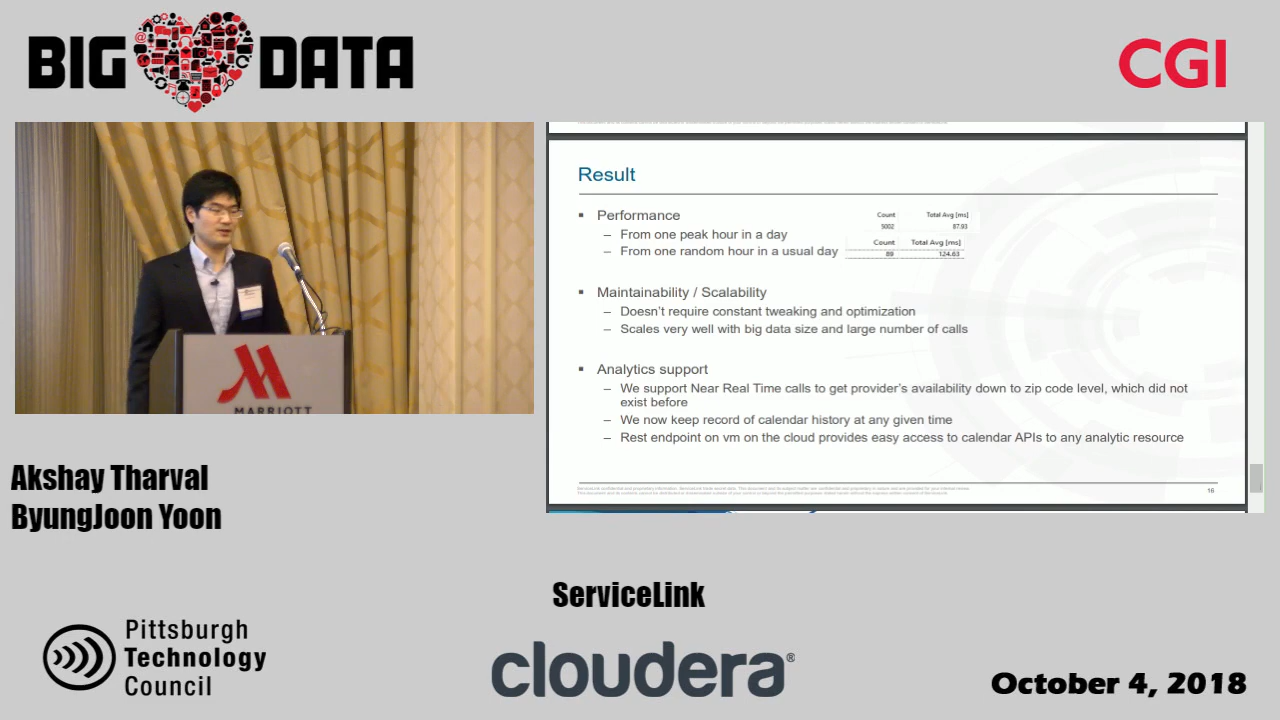 BIG DATA
CGI
MARRIOTT
Result
▪ Performance
– From one peak hour in a day
– From one random hour in a usual day
Count Total Avg [ms]
5002 87.93
Count Total Avg [ms]
89 124.63
▪ Maintainability / Scalability
– Doesn't require constant tweaking and optimization
– Scales very well with big data size and large number of calls
▪ Analytics support
– We support Near Real Time calls to get provider's availability down to zip code level, which did not
exist before
– We now keep record of calendar history at any given time
– Rest endpoint on vm on the cloud provides easy access to calendar APIs to any analytic resource
16
Akshay Tharval
ByungJoon Yoon
ServiceLink
Pittsburgh
Technology
Council
cloudera®
October 4, 2018